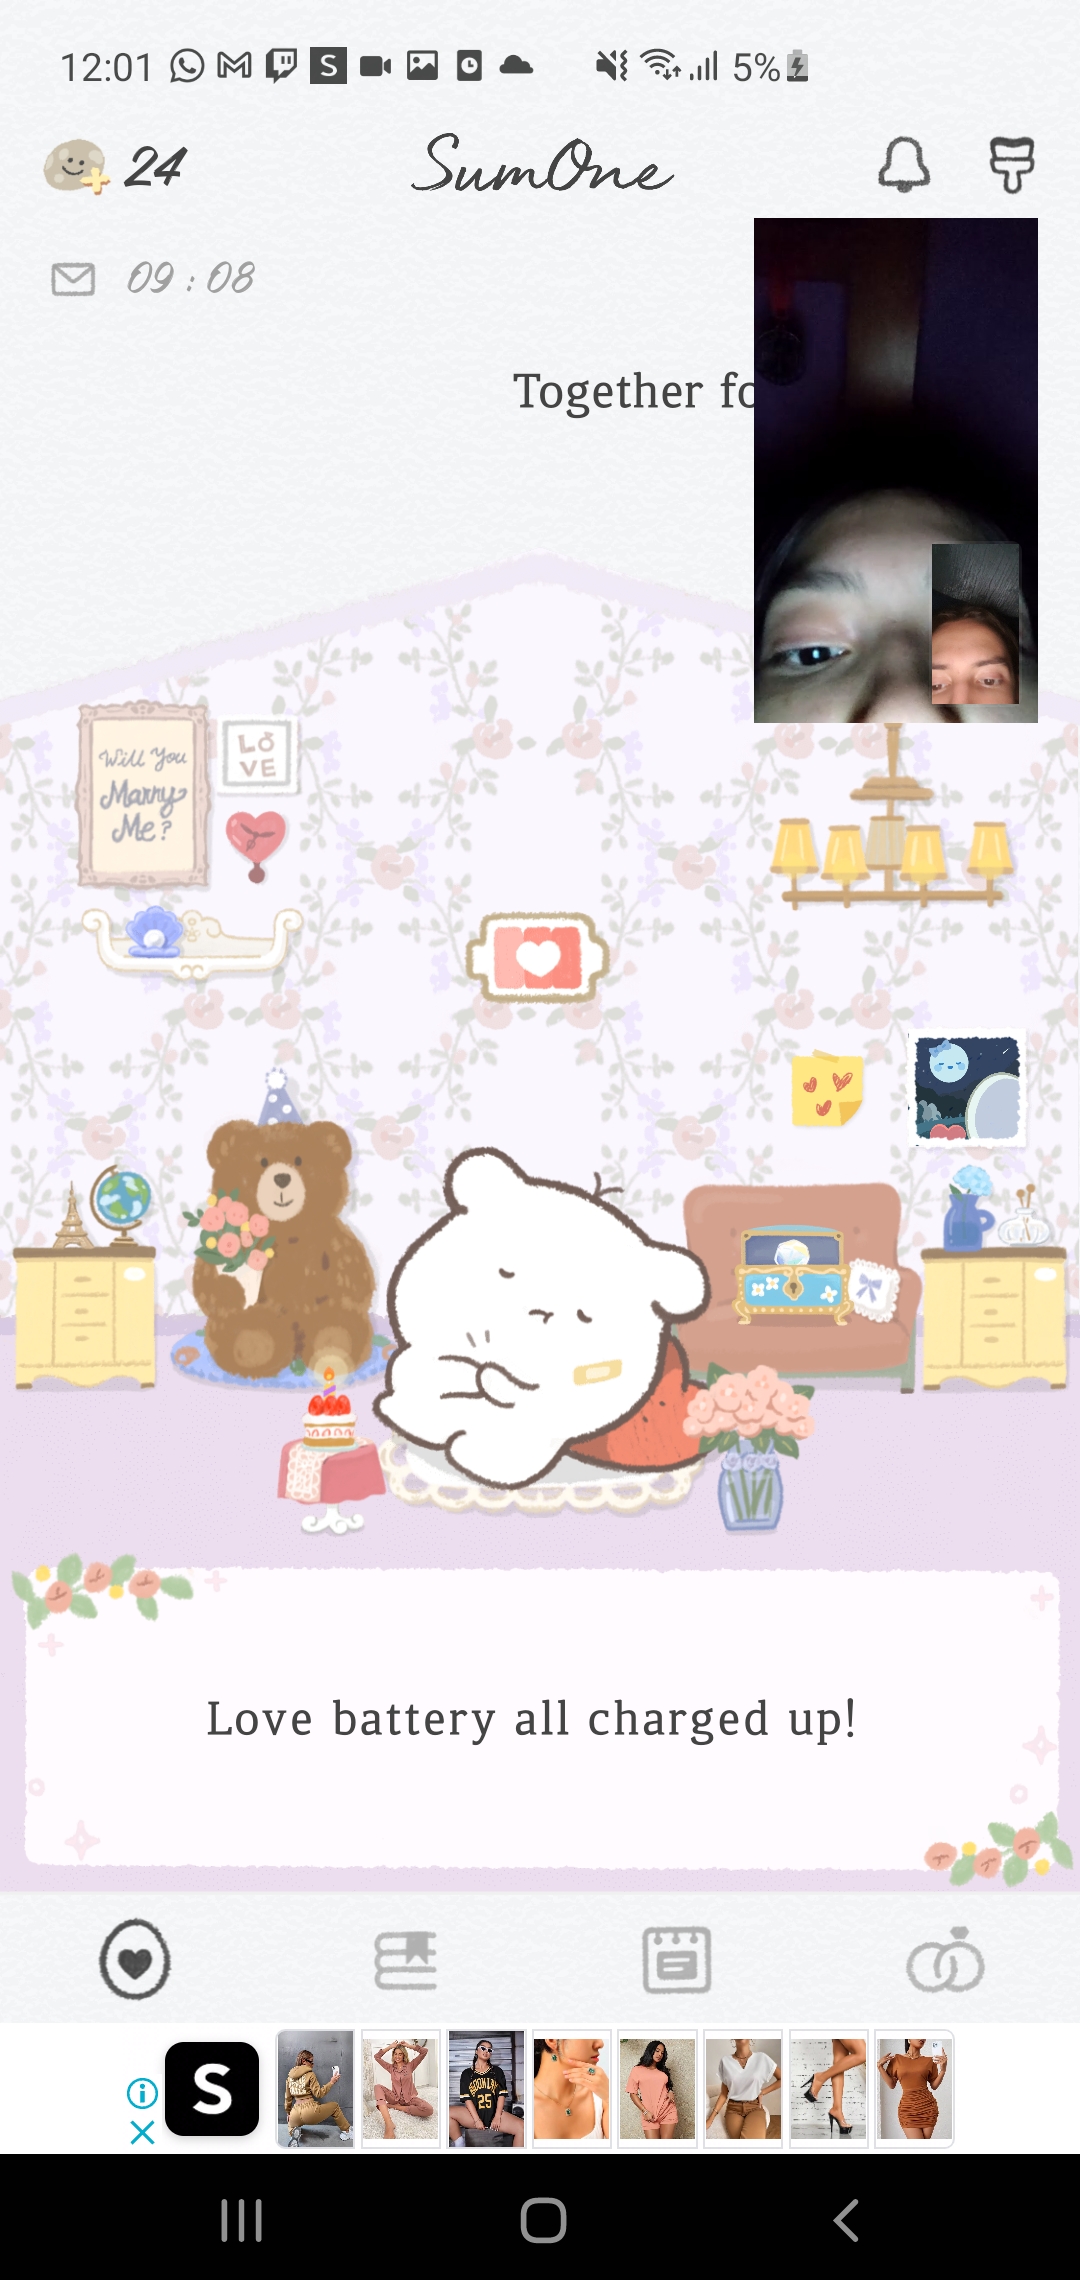 12:01 S 5%
24 SumOne
09 : 08
Together fo
Will You
Marry
Me?
LO
VE
Love battery all charged up!
S
25